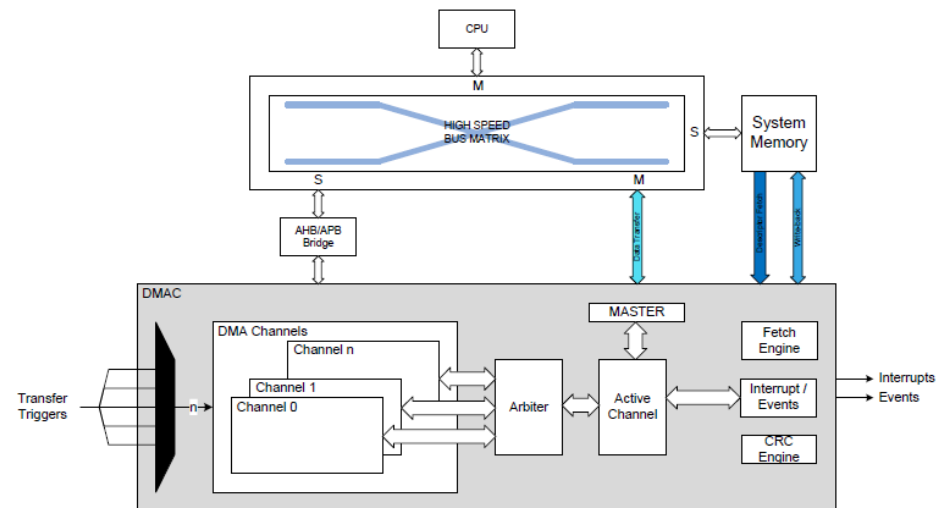 CPU
M
HIGH SPEED
BUS MATRIX
S
System
Memory
S
M
AHB/APB
Bridge
Data Transfer
Descriptor Fetch
Write-back
DMAC
MASTER
DMA Channels
Channel n
Channel 1
Channel 0
Transfer
Triggers
n
Arbiter
Active
Channel
Fetch
Engine
Interrupt /
Events
CRC
Engine
Interrupts
Events